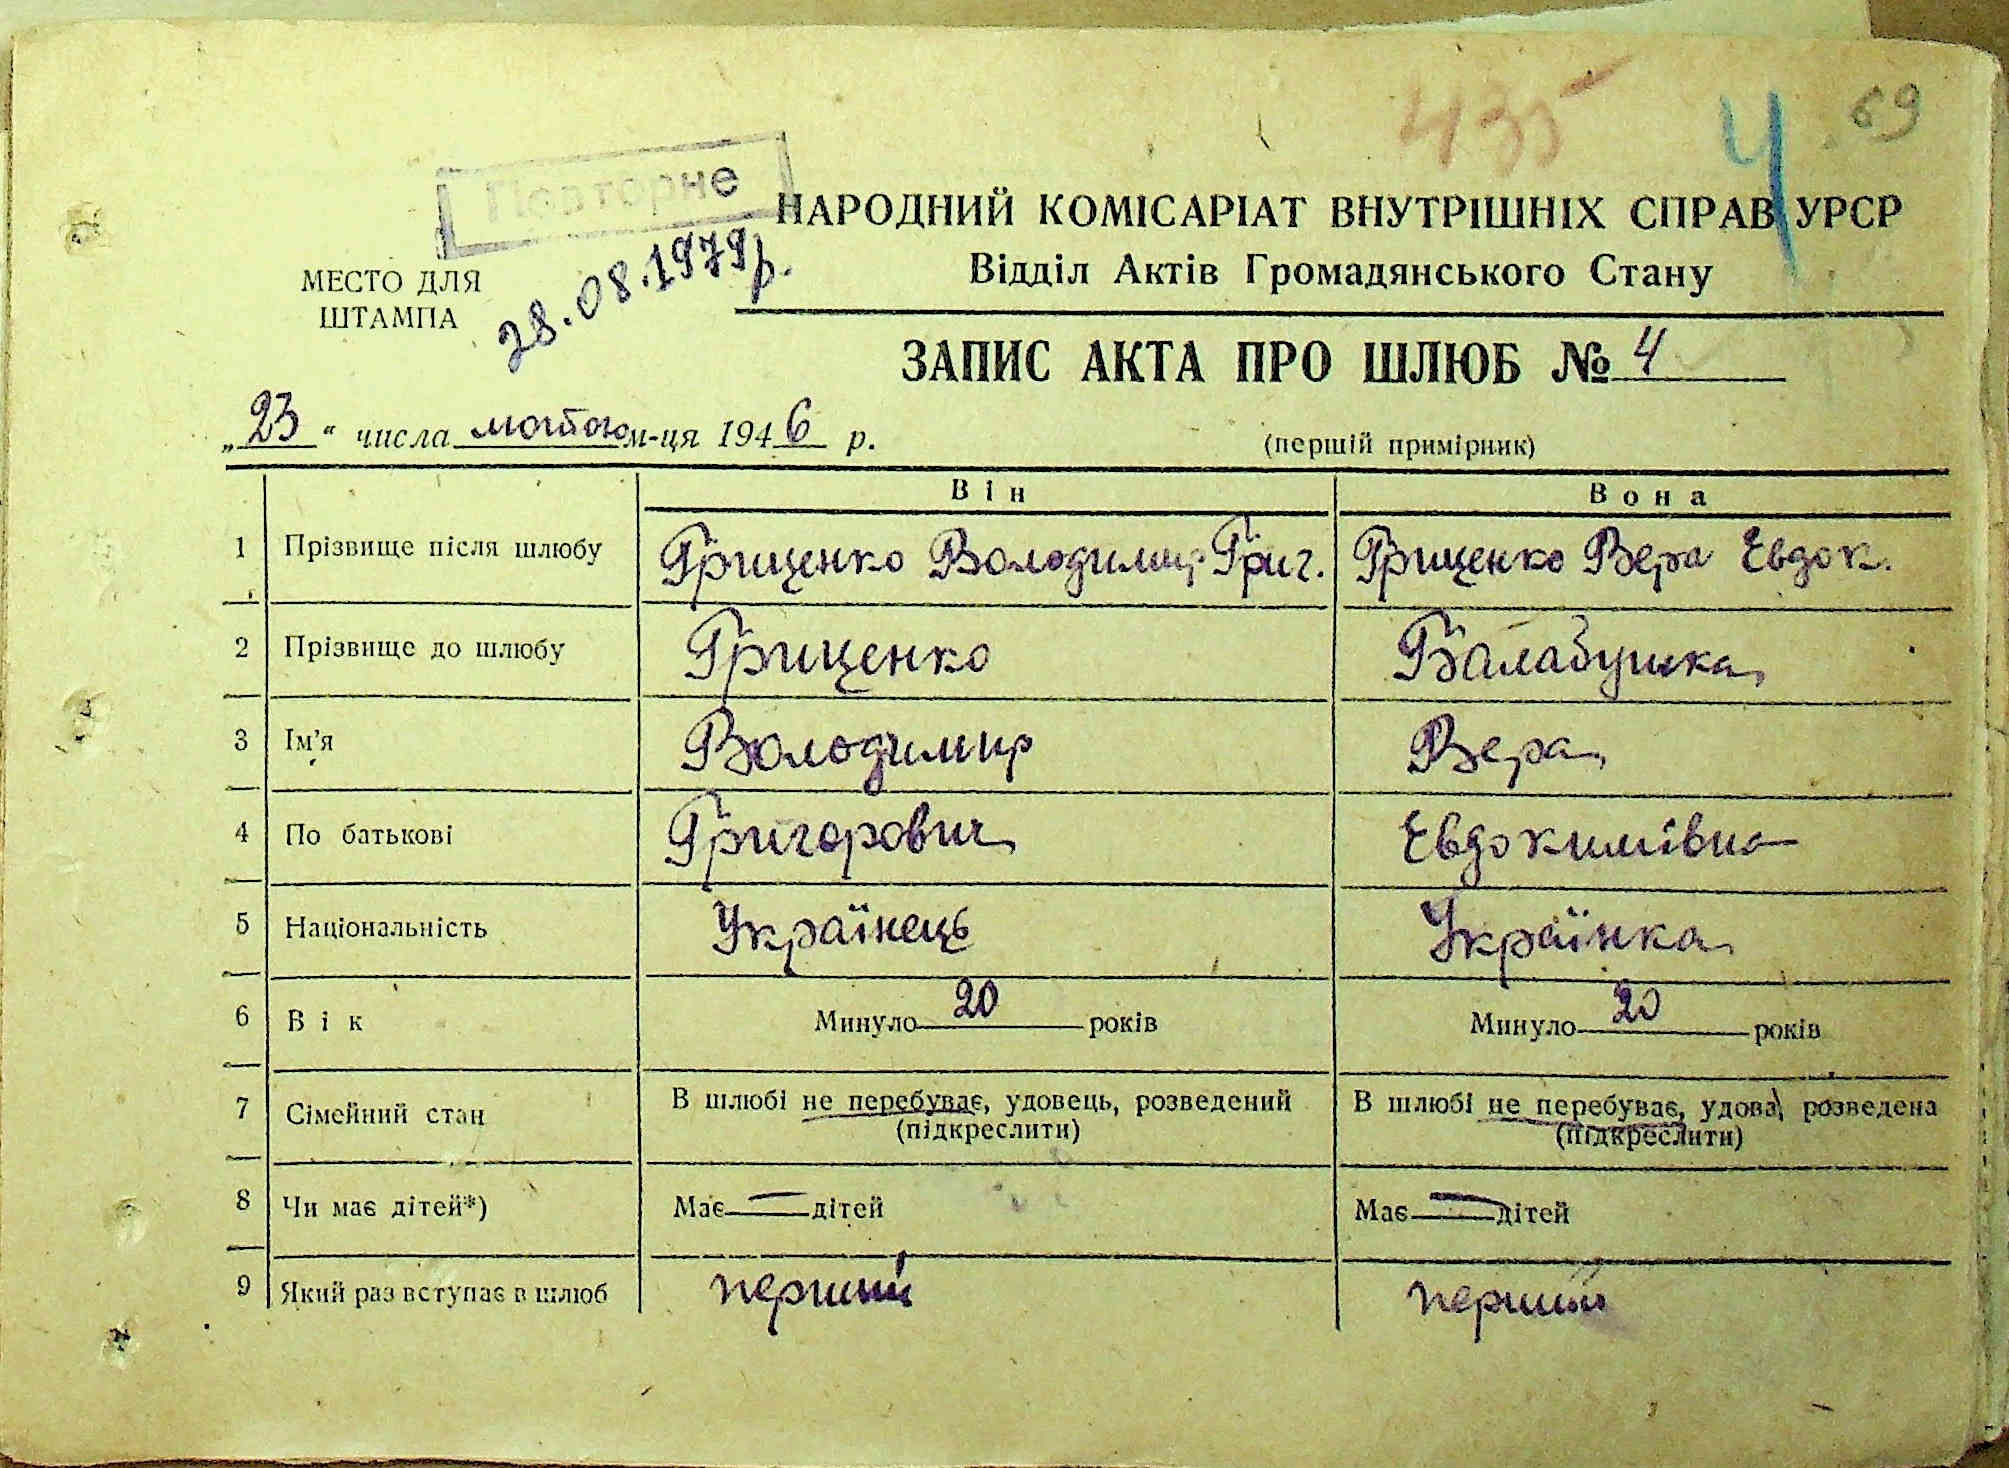 435 4 69
Повторне
НАРОДНИЙ КОМІСАРІАТ ВНУТРІШНІХ СПРАВ УРСР
28.08.1979р.
Відділ Актів Громадянського Стану
МЕСТО ДЛЯ
ШТАМПА
ЗАПИС АКТА ПРО ШЛЮБ № 4
„23“ числа лютого м-ця 1946 р.
(перший примірник)
Він Вона
1 Прізвище після шлюбу Гриценко Володимир Григ. Гриценко Вера Евдок.
2 Прізвище до шлюбу Гриценко Балабушка
3 Ім'я Володимир Вера
4 По батькові Григорович Евдокимівна
5 Національність Українець Українка
6 Вік Минуло 20 років Минуло 20 років
7 Сімейний стан В шлюбі не перебуває, удовець, розведений В шлюбі не перебуває, удова, розведена
(підкреслити) (підкреслити)
8 Чи має дітей*) Має — дітей Має — дітей
9 Який раз вступає в шлюб перший перший